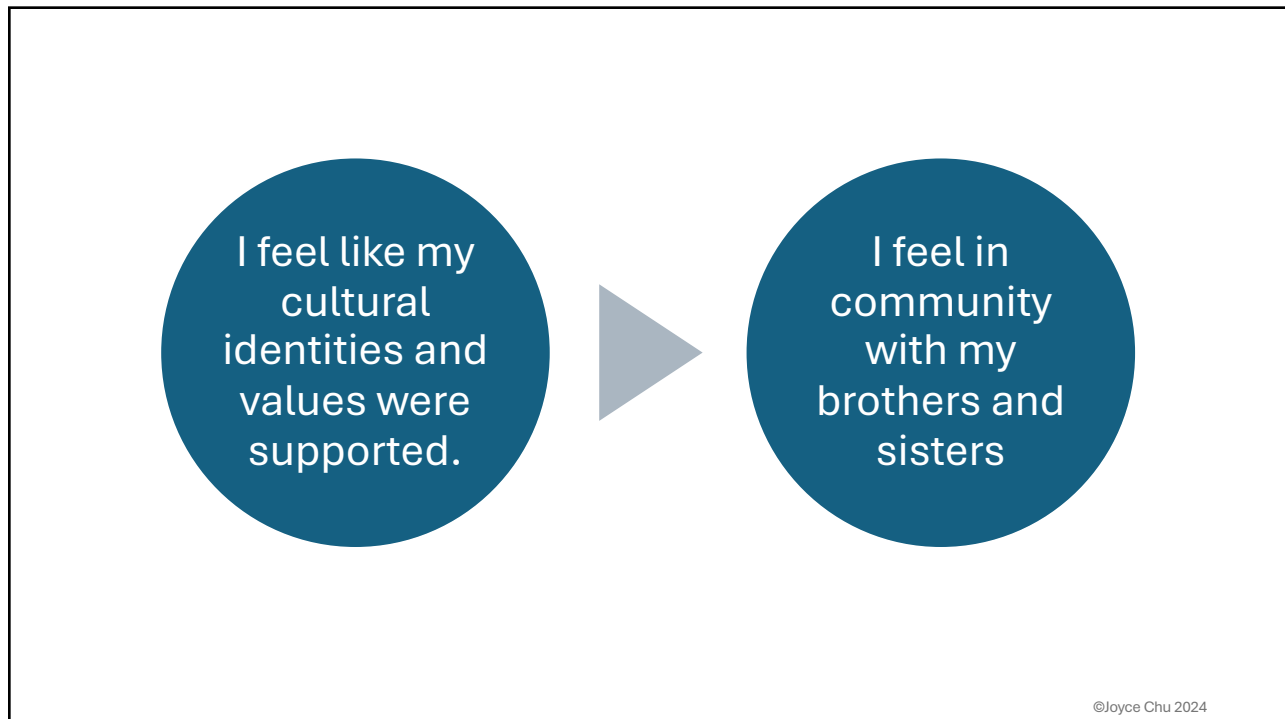 I feel like my
cultural
identities and
values were
supported.
I feel in
community
with my
brothers and
sisters
©Joyce Chu 2024